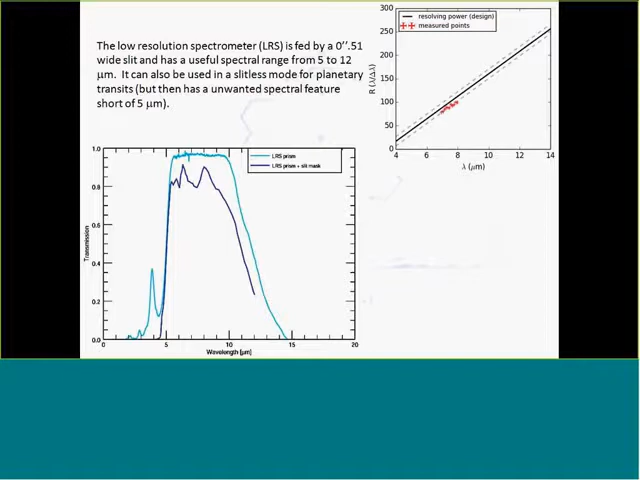 The low resolution spectrometer (LRS) is fed by a 0’’.51
wide slit and has a useful spectral range from 5 to 12
μm.  It can also be used in a slitless mode for planetary
transits (but then has a unwanted spectral feature
short of 5 μm).
300
250
200
150
100
50
0
R (λ/Δλ)
resolving power (design)
measured points
4
6
8
10
12
14
λ (μm)
1.0
0.8
0.6
0.4
0.2
0.0
Transmission
LRS prism
LRS prism + slit mask
0
5
10
15
20
Wavelength [μm]